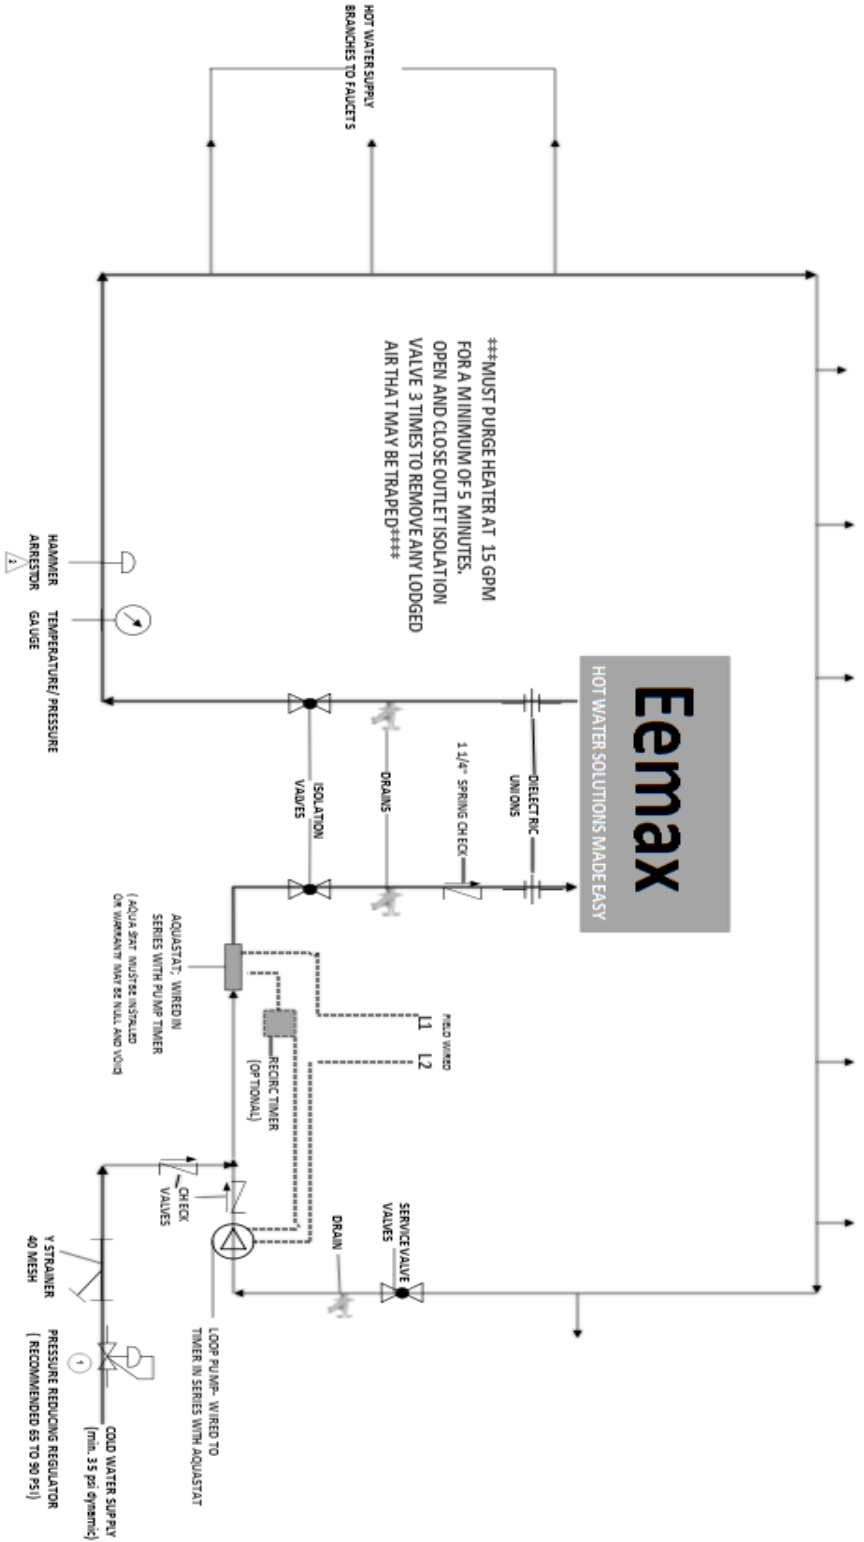 Eemax
HOT WATER SOLUTIONS MADE EASY
HOT WATER SUPPLY
BRANCHES TO FAUCETS
***MUST PURGE HEATER AT 15 GPM
FOR A MINIMUM OF 5 MINUTES.
OPEN AND CLOSE OUTLET ISOLATION
VALVE 3 TIMES TO REMOVE ANY LODGED
AIR THAT MAY BE TRAPED****
DIELECTRIC
UNIONS
1 1/4" SPRING CHECK
DRAINS
ISOLATION
VALVES
HAMMER
ARRESTOR
2
TEMPERATURE/ PRESSURE
GAUGE
FIELD WIRED
L1
L2
RECIRC TIMER
(OPTIONAL)
AQUASTAT; WIRED IN
SERIES WITH PUMP TIMER
( AQUA STAT MUST BE INSTALLED
OR WARRANTY MAY BE NULL AND VOID)
SERVICE VALVE
VALVES
DRAIN
CHECK
VALVES
LOOP PUMP- WIRED TO
TIMER IN SERIES WITH AQUASTAT
Y STRAINER
40 MESH
1
PRESSURE REDUCING REGULATOR
( RECOMMENDED 65 TO 90 PSI)
COLD WATER SUPPLY
(min. 35 psi dynamic)